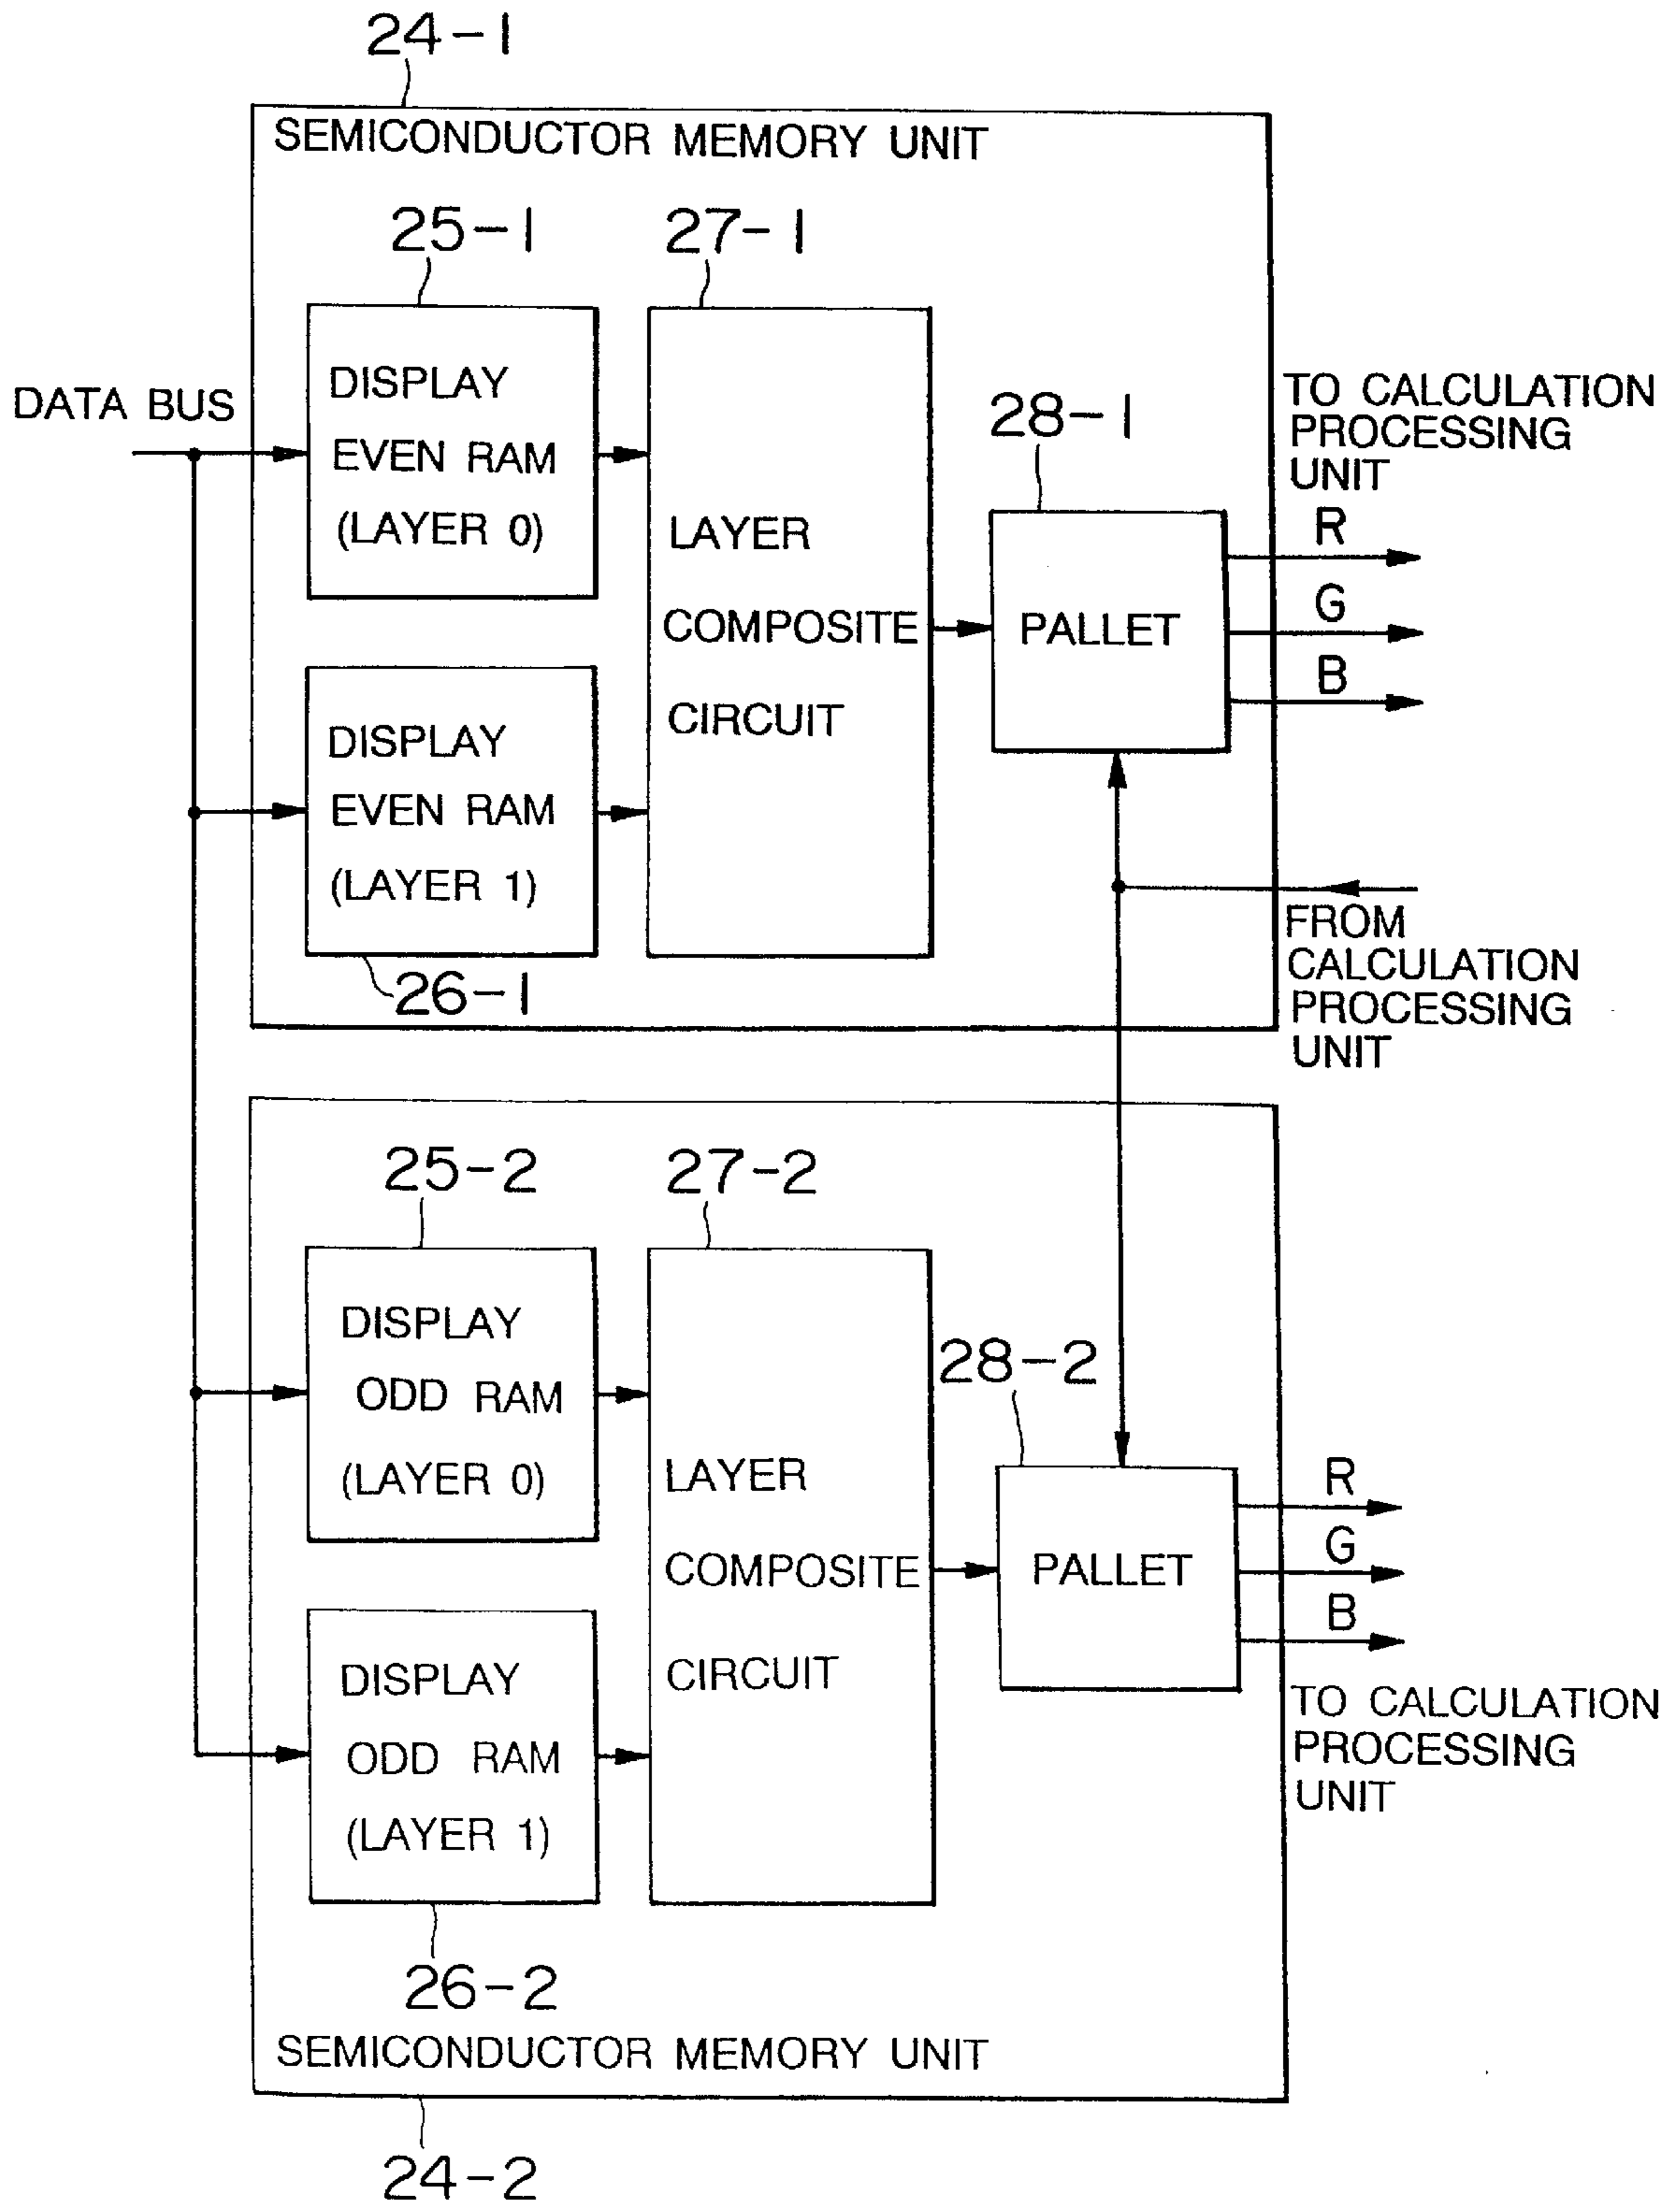 24-1
SEMICONDUCTOR MEMORY UNIT
25-1
27-1
DATA BUS
DISPLAY
EVEN RAM
(LAYER 0)
LAYER
COMPOSITE
CIRCUIT
28-1
PALLET
TO CALCULATION
PROCESSING
UNIT
R
G
B
DISPLAY
EVEN RAM
(LAYER 1)
26-1
FROM
CALCULATION
PROCESSING
UNIT
25-2
27-2
DISPLAY
ODD RAM
(LAYER 0)
LAYER
COMPOSITE
CIRCUIT
28-2
PALLET
R
G
B
TO CALCULATION
PROCESSING
UNIT
DISPLAY
ODD RAM
(LAYER 1)
26-2
SEMICONDUCTOR MEMORY UNIT
24-2